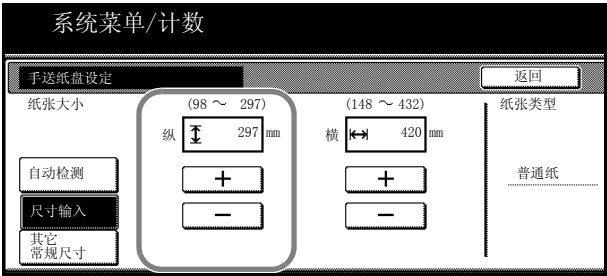 系统菜单/计数
手送纸盘设定
返回
纸张大小
(98 ～ 297)
(148 ～ 432)
纸张类型
纵 297 mm
横 420 mm
自动检测
+
+
普通纸
尺寸输入
－
－
其它
常规尺寸